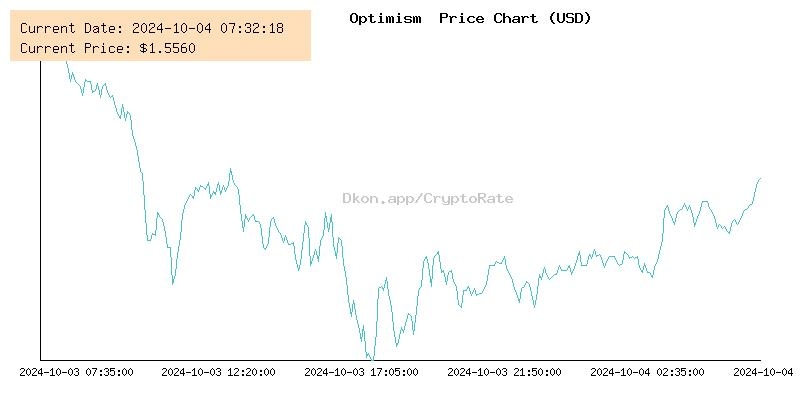 Optimism Price Chart (USD)
Current Date: 2024-10-04 07:32:18
Current Price: $1.5560
Dkon.app/CryptoRate
2024-10-03 07:35:00 2024-10-03 12:20:00 2024-10-03 17:05:00 2024-10-03 21:50:00 2024-10-04 02:35:00 2024-10-04